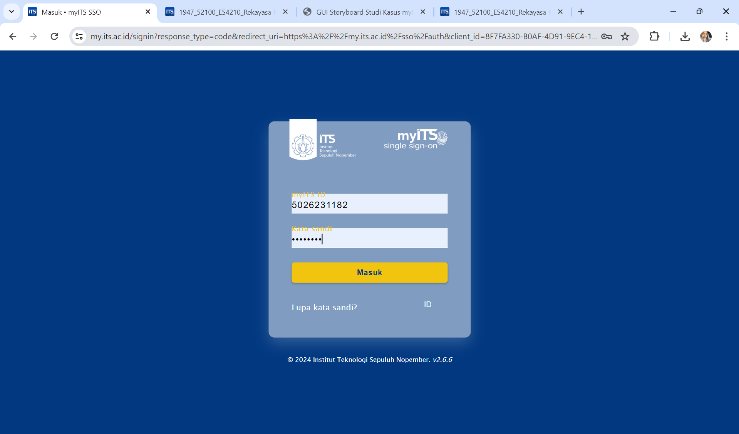 Masuk • myITS SSO
1947_52100_ES4210_Rekayasa
GUI Storyboard Studi Kasus my
1947_52100_ES4210_Rekayasa
my.its.ac.id/signin?response_type=code&redirect_uri=https%3A%2F%2Fmy.its.ac.id%2Fsso%2Fauth&client_id=8F7FA330-B0AF-4D91-9EC4-1...
ITS
Institut
Teknologi
Sepuluh Nopember
myITS
single sign-on
myITS ID
5026231182
Kata sandi
••••••••
Masuk
Lupa kata sandi?
ID
© 2024 Institut Teknologi Sepuluh Nopember. v2.6.6